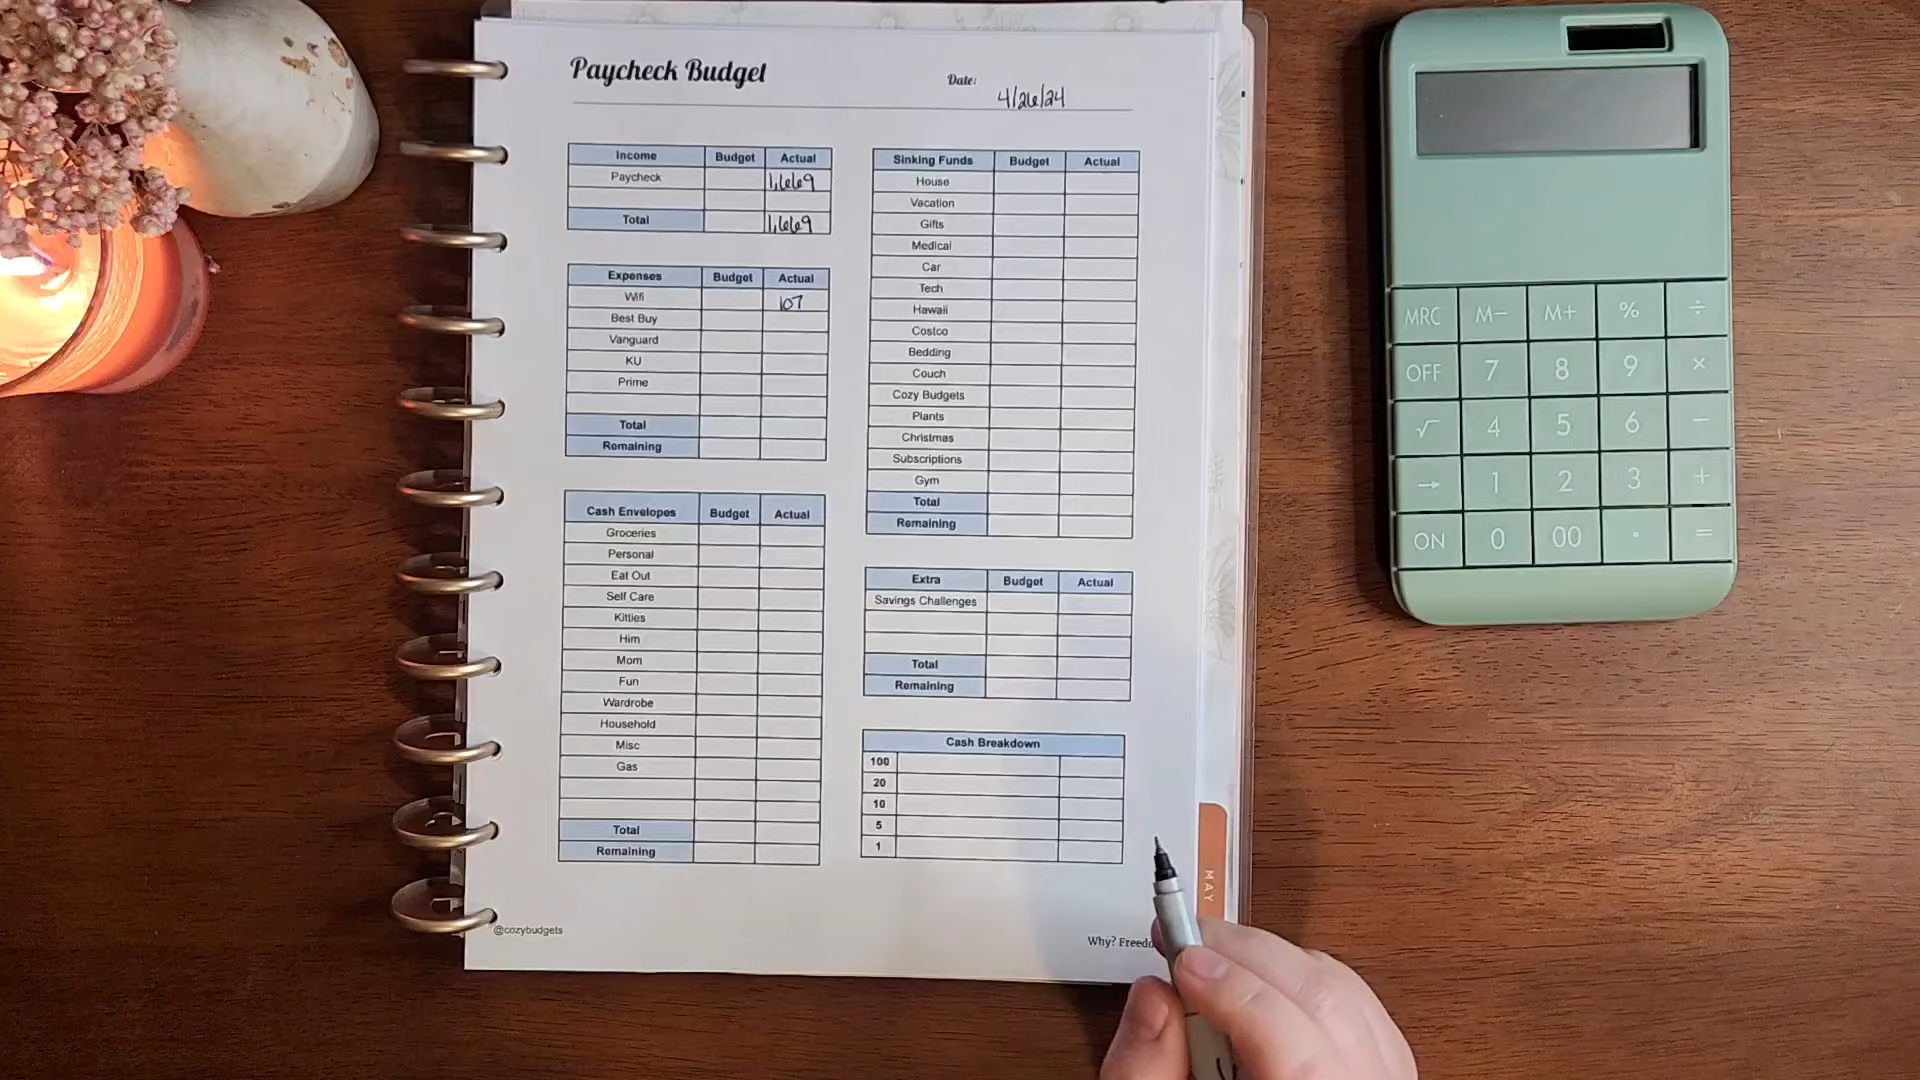 Paycheck Budget
Date: 4/26/24
Income Budget Actual
Paycheck 1,669
Total 1,669
Expenses Budget Actual
Wifi 107
Best Buy
Vanguard
KU
Prime
Total
Remaining
Cash Envelopes Budget Actual
Groceries
Personal
Eat Out
Self Care
Kitties
Him
Mom
Fun
Wardrobe
Household
Misc
Gas
Total
Remaining
Sinking Funds Budget Actual
House
Vacation
Gifts
Medical
Car
Tech
Hawaii
Costco
Bedding
Couch
Cozy Budgets
Plants
Christmas
Subscriptions
Gym
Total
Remaining
Extra Budget Actual
Savings Challenges
Total
Remaining
Cash Breakdown
100
20
10
5
1
@cozybudgets
Why? Freedo
MAY
MRC M− M+ % ÷
OFF 7 8 9 ×
√ 4 5 6 −
→ 1 2 3 +
ON 0 00 . =